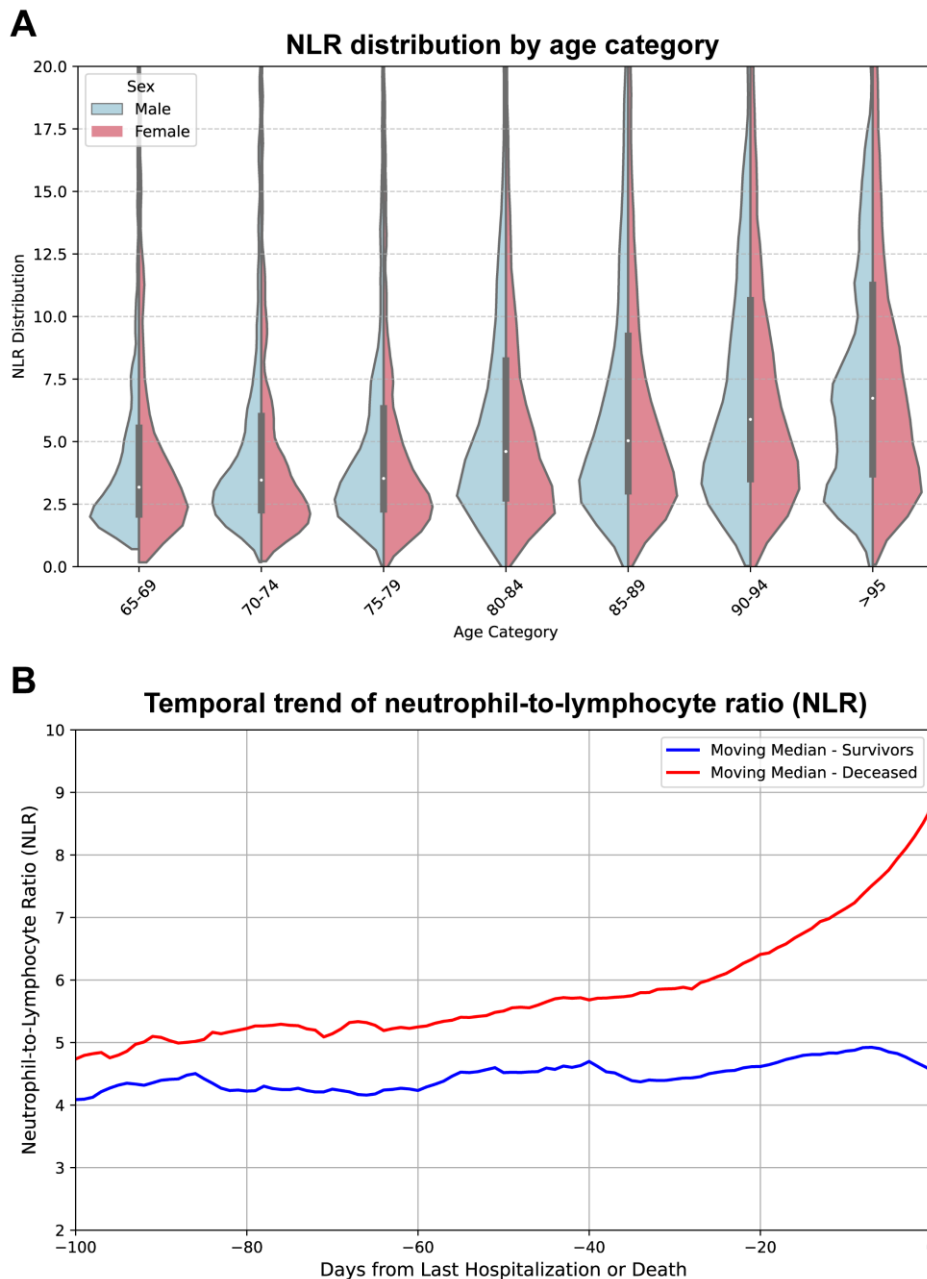 A
NLR distribution by age category
20.0
17.5
15.0
12.5
10.0
7.5
5.0
2.5
0.0
NLR Distribution
Sex
Male
Female
65-69
70-74
75-79
80-84
85-89
90-94
>95
Age Category
B
Temporal trend of neutrophil-to-lymphocyte ratio (NLR)
10
9
8
7
6
5
4
3
2
Neutrophil-to-Lymphocyte Ratio (NLR)
Moving Median - Survivors
Moving Median - Deceased
−100
−80
−60
−40
−20
Days from Last Hospitalization or Death